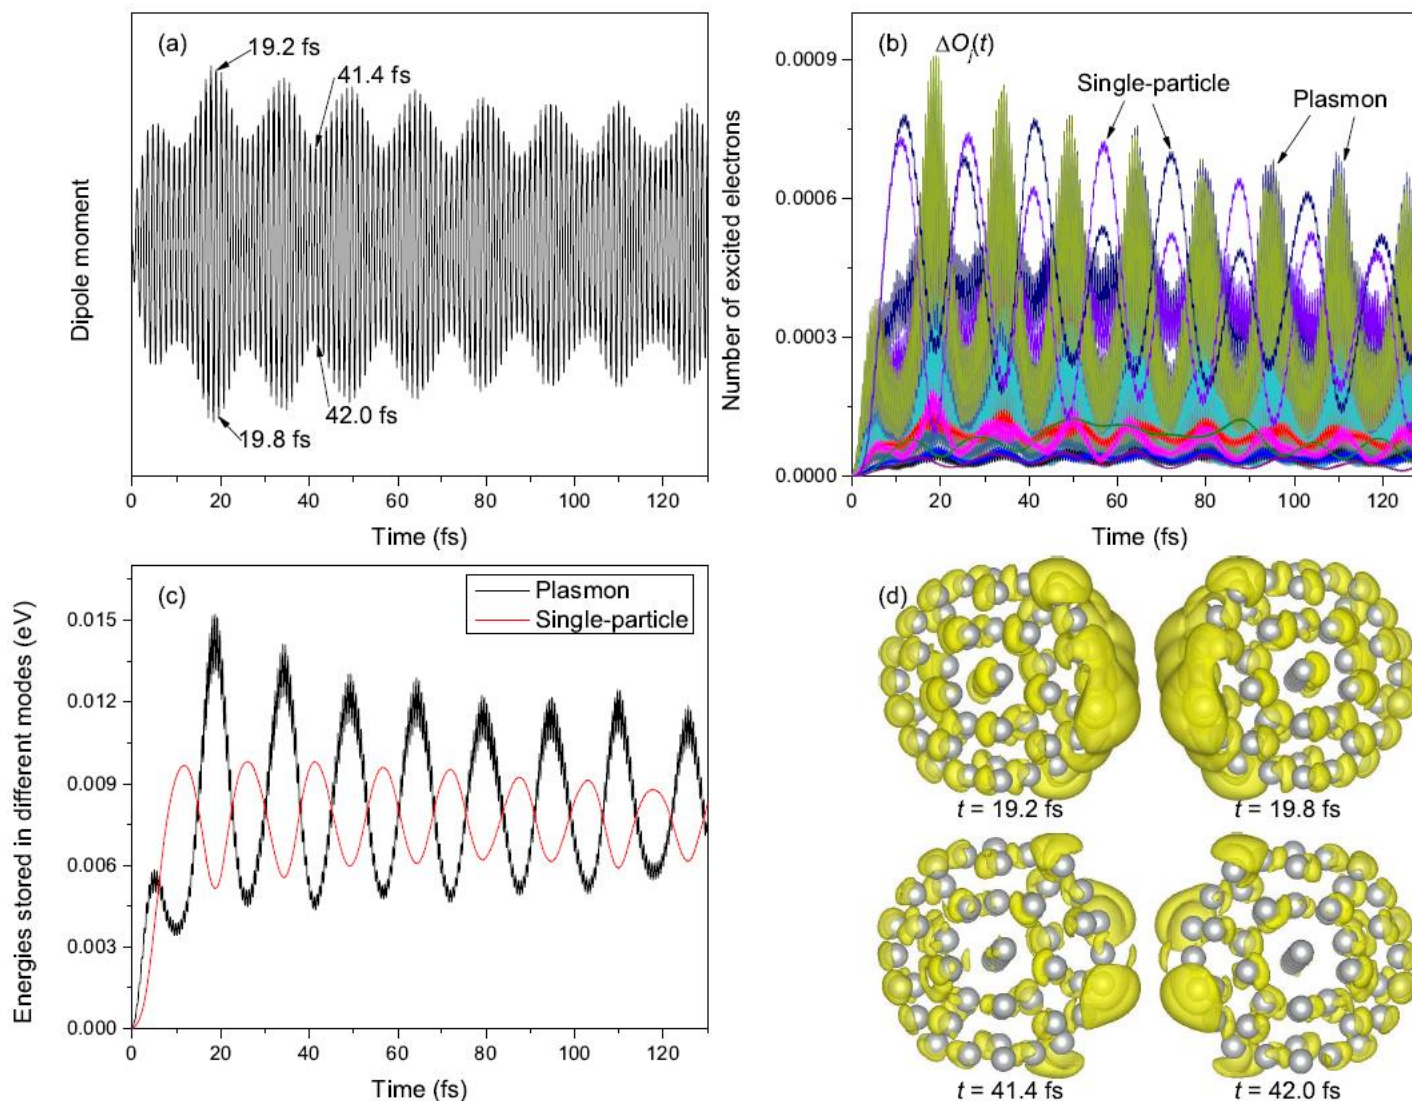 (a)
19.2 fs
41.4 fs
42.0 fs
19.8 fs
Dipole moment
0 20 40 60 80 100 120
Time (fs)
(b) ΔOⱼ(t)
Single-particle
Plasmon
Number of excited electrons
0.0009
0.0006
0.0003
0.0000
0 20 40 60 80 100 120
Time (fs)
(c)
Plasmon
Single-particle
Energies stored in different modes (eV)
0.015
0.012
0.009
0.006
0.003
0.000
0 20 40 60 80 100 120
Time (fs)
(d)
t = 19.2 fs
t = 19.8 fs
t = 41.4 fs
t = 42.0 fs